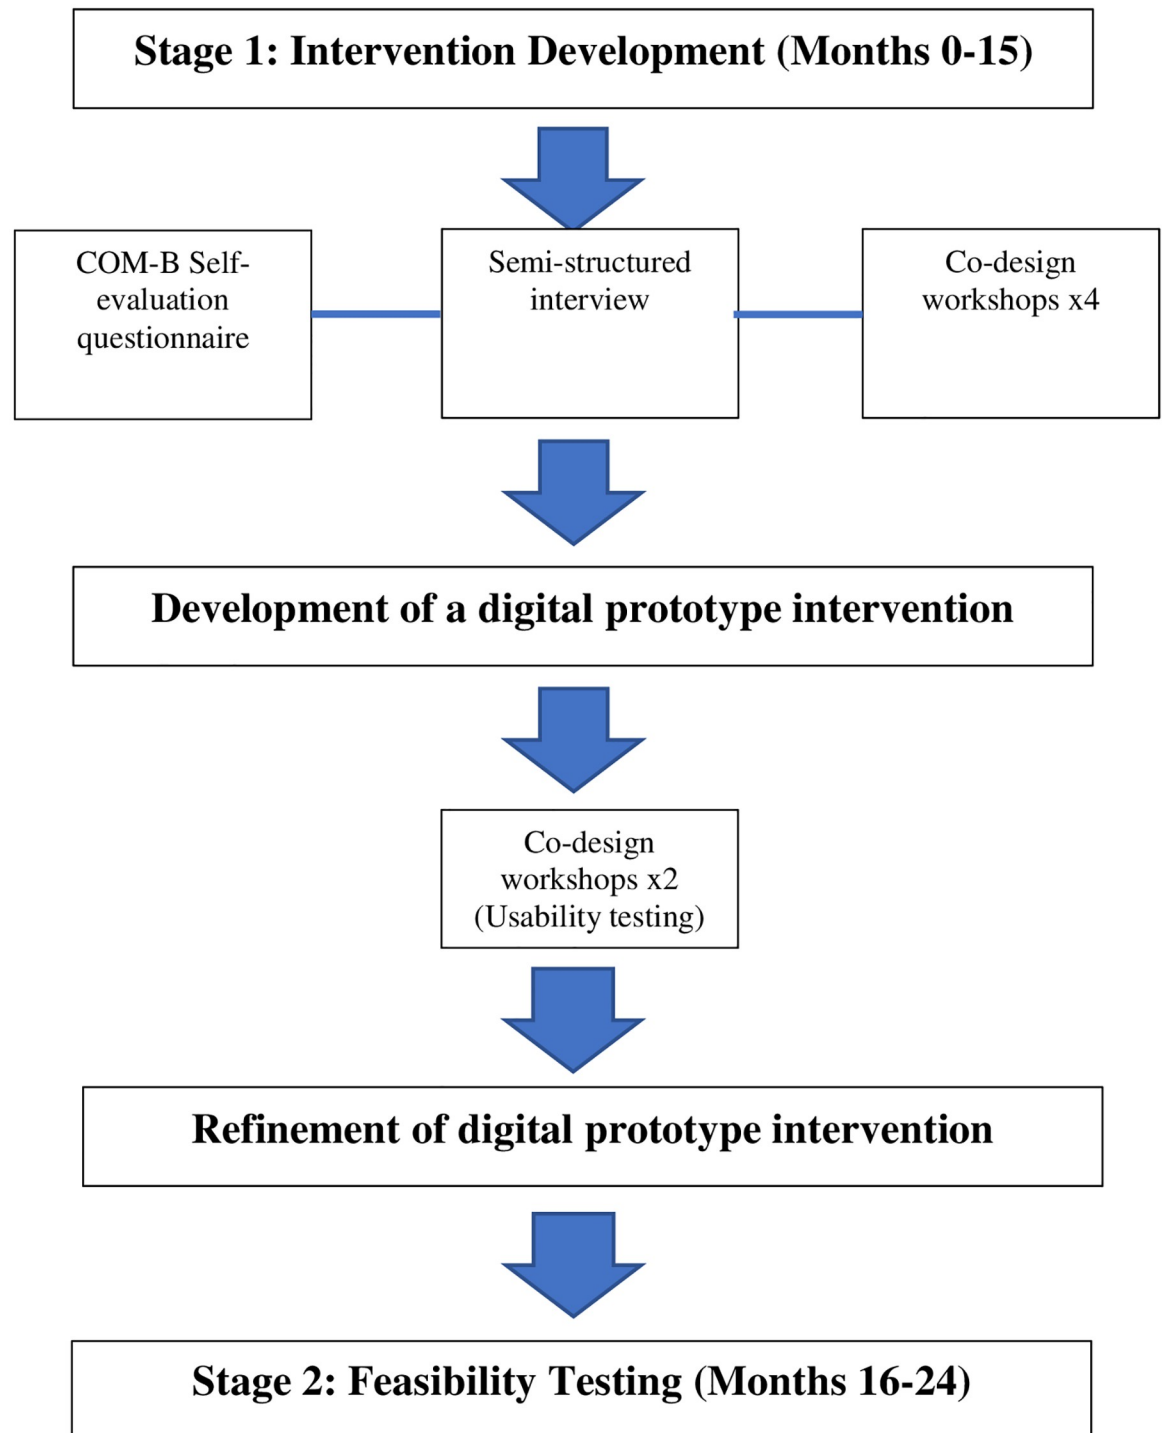 Stage 1: Intervention Development (Months 0-15)
COM-B Self-
evaluation
questionnaire
Semi-structured
interview
Co-design
workshops x4
Development of a digital prototype intervention
Co-design
workshops x2
(Usability testing)
Refinement of digital prototype intervention
Stage 2: Feasibility Testing (Months 16-24)